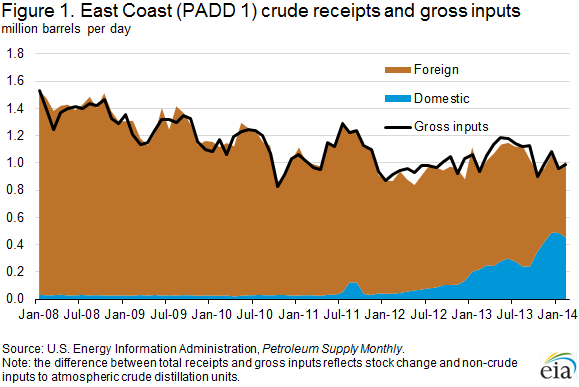 Figure 1. East Coast (PADD 1) crude receipts and gross inputs
million barrels per day
1.8
1.6
1.4
1.2
1.0
0.8
0.6
0.4
0.2
0.0
Foreign
Domestic
Gross inputs
Jan-08 Jul-08 Jan-09 Jul-09 Jan-10 Jul-10 Jan-11 Jul-11 Jan-12 Jul-12 Jan-13 Jul-13 Jan-14
Source: U.S. Energy Information Administration, Petroleum Supply Monthly.
Note: the difference between total receipts and gross inputs reflects stock change and non-crude
inputs to atmospheric crude distillation units.
eia